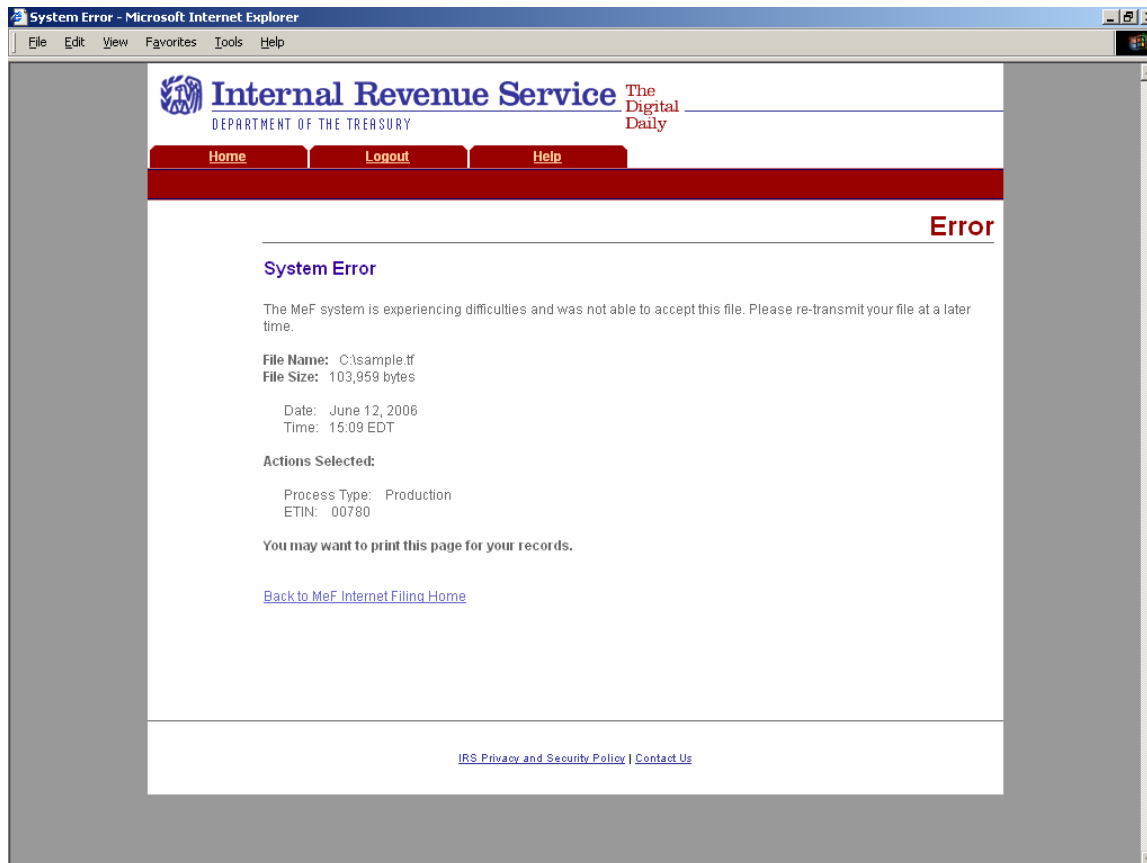 System Error - Microsoft Internet Explorer
File Edit View Favorites Tools Help
Internal Revenue Service
The
Digital
Daily
DEPARTMENT OF THE TREASURY
Home Logout Help
Error
System Error
The MeF system is experiencing difficulties and was not able to accept this file. Please re-transmit your file at a later
time.
File Name: C:\sample.tf
File Size: 103,959 bytes
Date: June 12, 2006
Time: 15:09 EDT
Actions Selected:
Process Type: Production
ETIN: 00780
You may want to print this page for your records.
Back to MeF Internet Filing Home
IRS Privacy and Security Policy | Contact Us